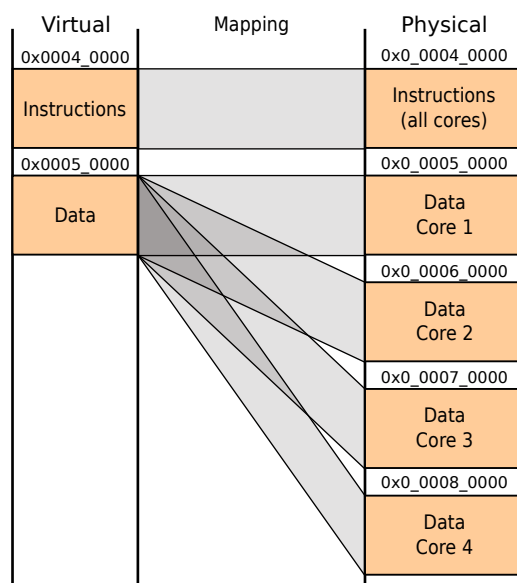 Virtual
Mapping
Physical
0x0004_0000
0x0_0004_0000
Instructions
Instructions
(all cores)
0x0005_0000
0x0_0005_0000
Data
Data
Core 1
0x0_0006_0000
Data
Core 2
0x0_0007_0000
Data
Core 3
0x0_0008_0000
Data
Core 4